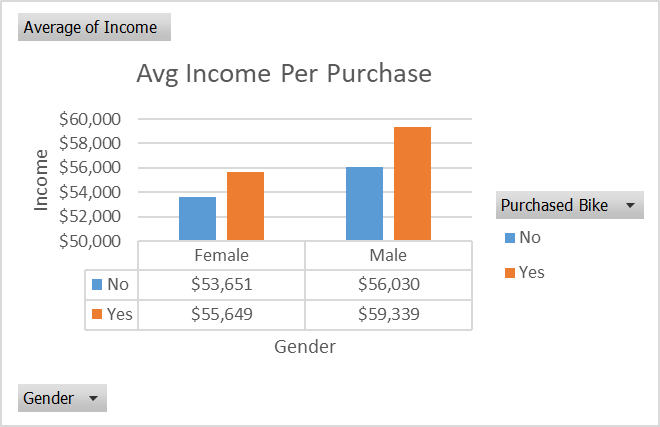 Average of Income
Avg Income Per Purchase
Income
$60,000
$58,000
$56,000
$54,000
$52,000
$50,000
Female Male
No $53,651 $56,030
Yes $55,649 $59,339
Gender
Purchased Bike
No
Yes
Gender